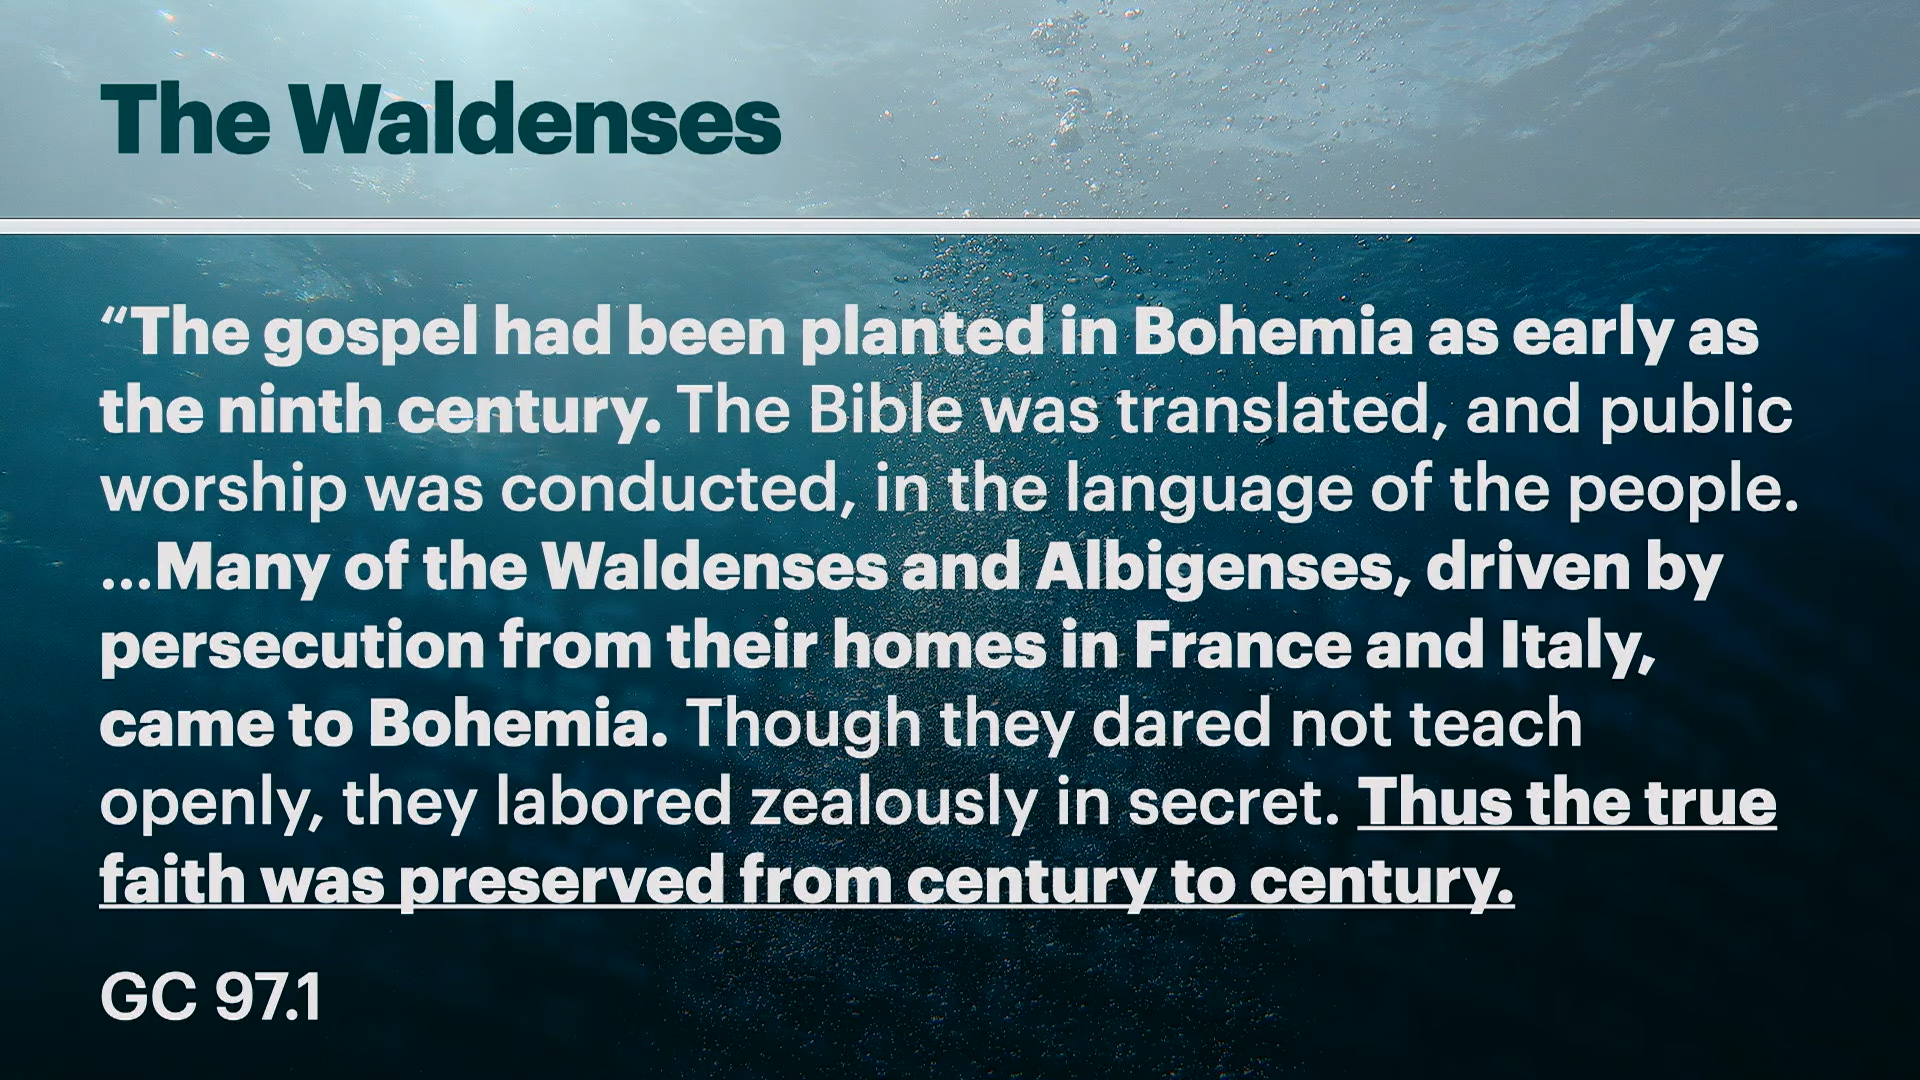 The Waldenses
“The gospel had been planted in Bohemia as early as
the ninth century. The Bible was translated, and public
worship was conducted, in the language of the people.
...Many of the Waldenses and Albigenses, driven by
persecution from their homes in France and Italy,
came to Bohemia. Though they dared not teach
openly, they labored zealously in secret. Thus the true
faith was preserved from century to century.
GC 97.1